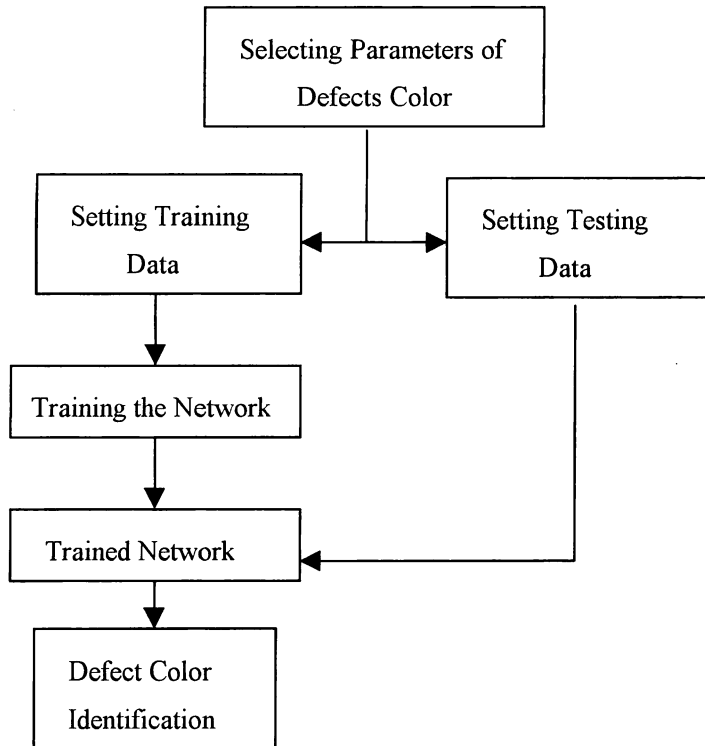 Selecting Parameters of
Defects Color
Setting Training
Data
Setting Testing
Data
Training the Network
Trained Network
Defect Color
Identification